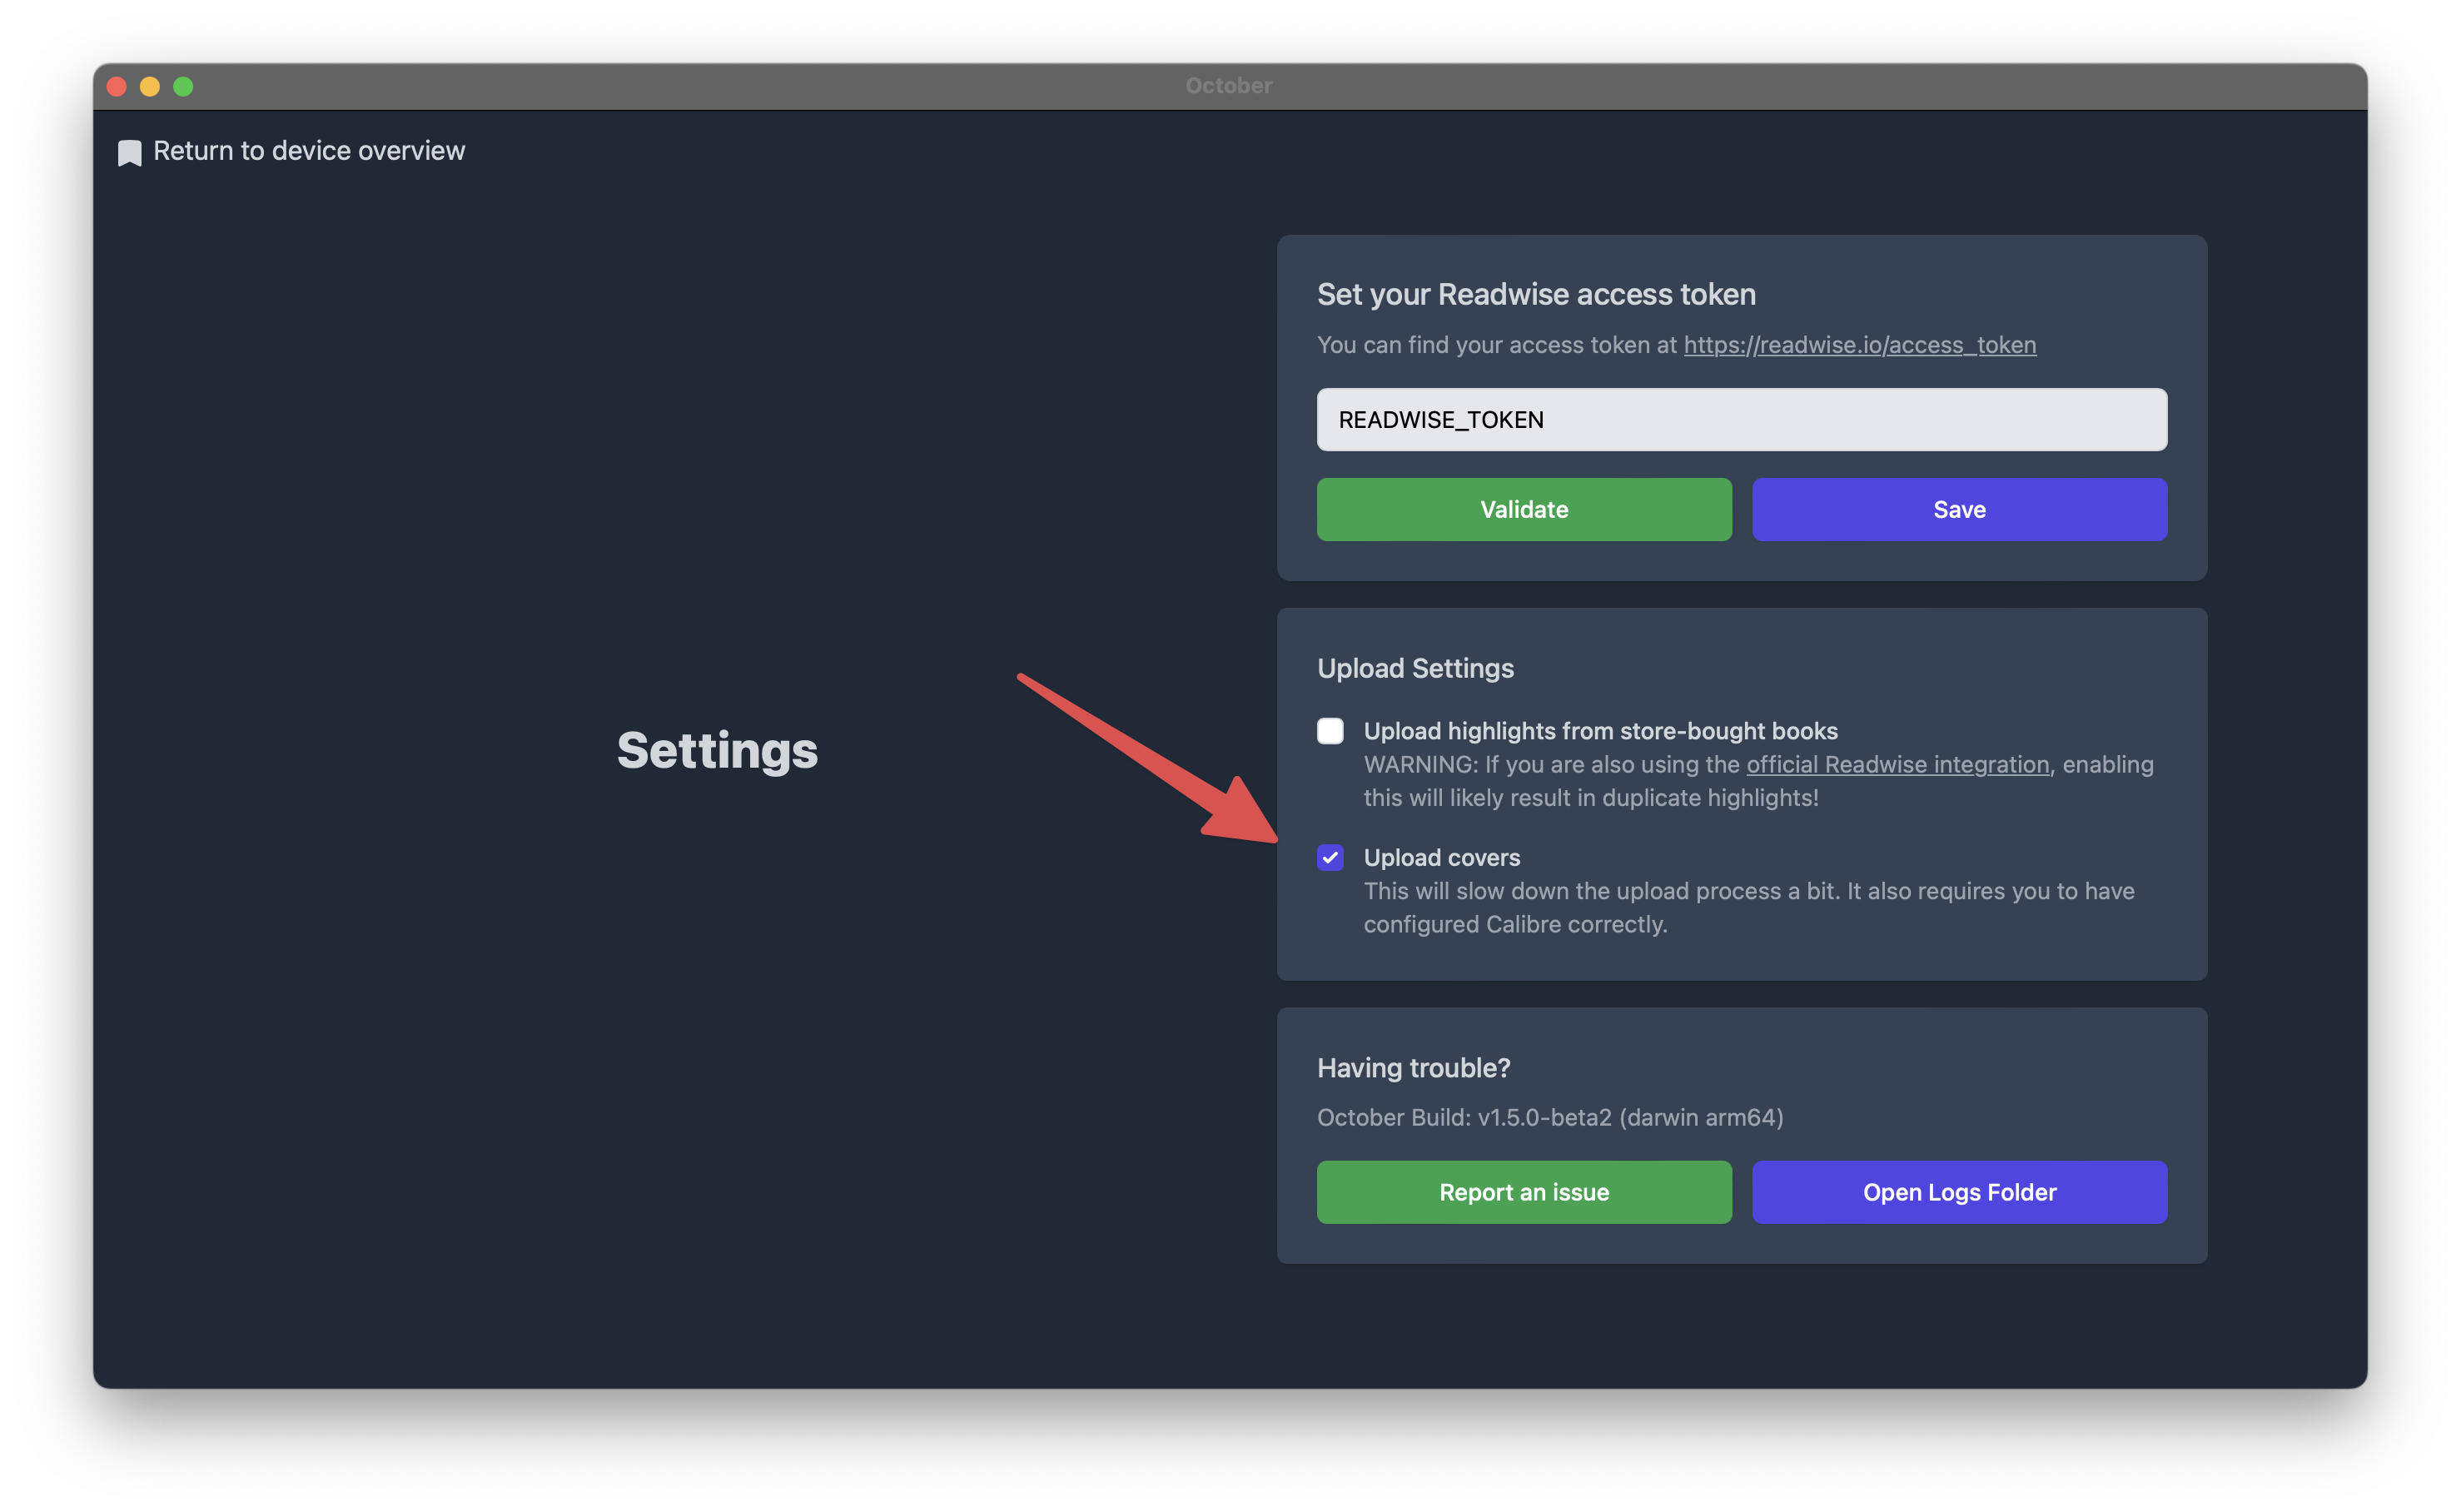 October
Return to device overview
Settings
Set your Readwise access token
You can find your access token at https://readwise.io/access_token
READWISE_TOKEN
Validate
Save
Upload Settings
Upload highlights from store-bought books
WARNING: If you are also using the official Readwise integration, enabling
this will likely result in duplicate highlights!
Upload covers
This will slow down the upload process a bit. It also requires you to have
configured Calibre correctly.
Having trouble?
October Build: v1.5.0-beta2 (darwin arm64)
Report an issue
Open Logs Folder